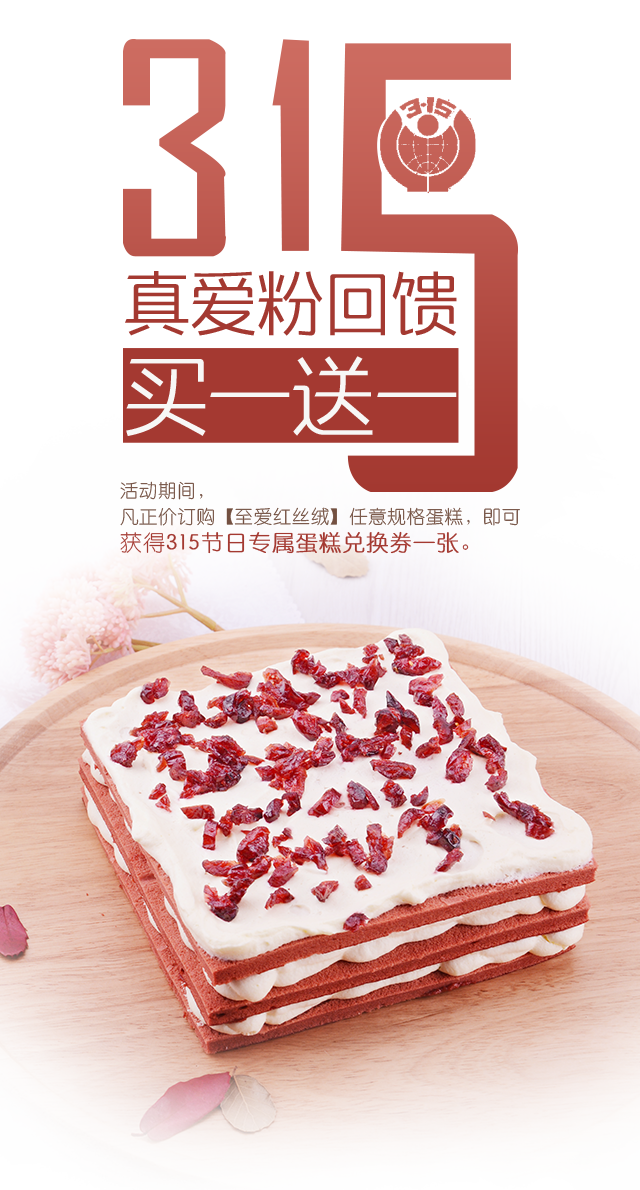 315
3·15
真爱粉回馈
买一送一
活动期间，
凡正价订购【至爱红丝绒】任意规格蛋糕，即可
获得315节日专属蛋糕兑换券一张。